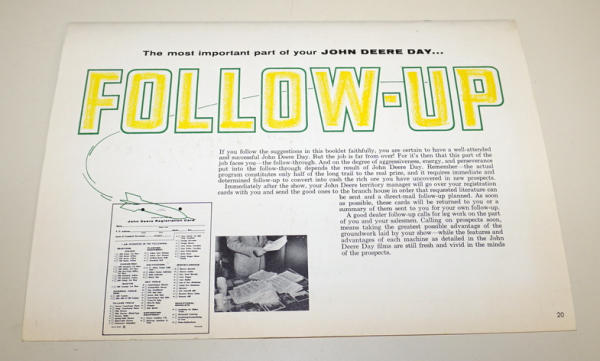 The most important part of your JOHN DEERE DAY...
FOLLOW-UP
If you follow the suggestions in this booklet faithfully, you are certain to have a well-attended
and successful John Deere Day. But the job is far from over! For it's then that this part of the
job faces you—the follow-through. And on the degree of aggressiveness, energy, and perseverance
put into the follow-through depends the result of John Deere Day. Remember—the actual
program constitutes only half of the long trail to the real prize, and it requires immediate and
determined follow-up to convert into cash the rich ore you have uncovered in new prospects.
Immediately after the show, your John Deere territory manager will go over your registration
cards with you and send the good ones to the branch house in order that requested literature can
be sent and a direct-mail follow-up planned. As soon
as possible, these cards will be returned to you or a
summary of them sent to you for your own follow-up.
A good dealer follow-up calls for leg work on the part
of you and your salesmen. Calling on prospects soon,
means taking the greatest possible advantage of the
groundwork laid by your show—while the features and
advantages of each machine as detailed in the John
Deere Day films are still fresh and vivid in the minds
of the prospects.
John Deere Registration Card
20